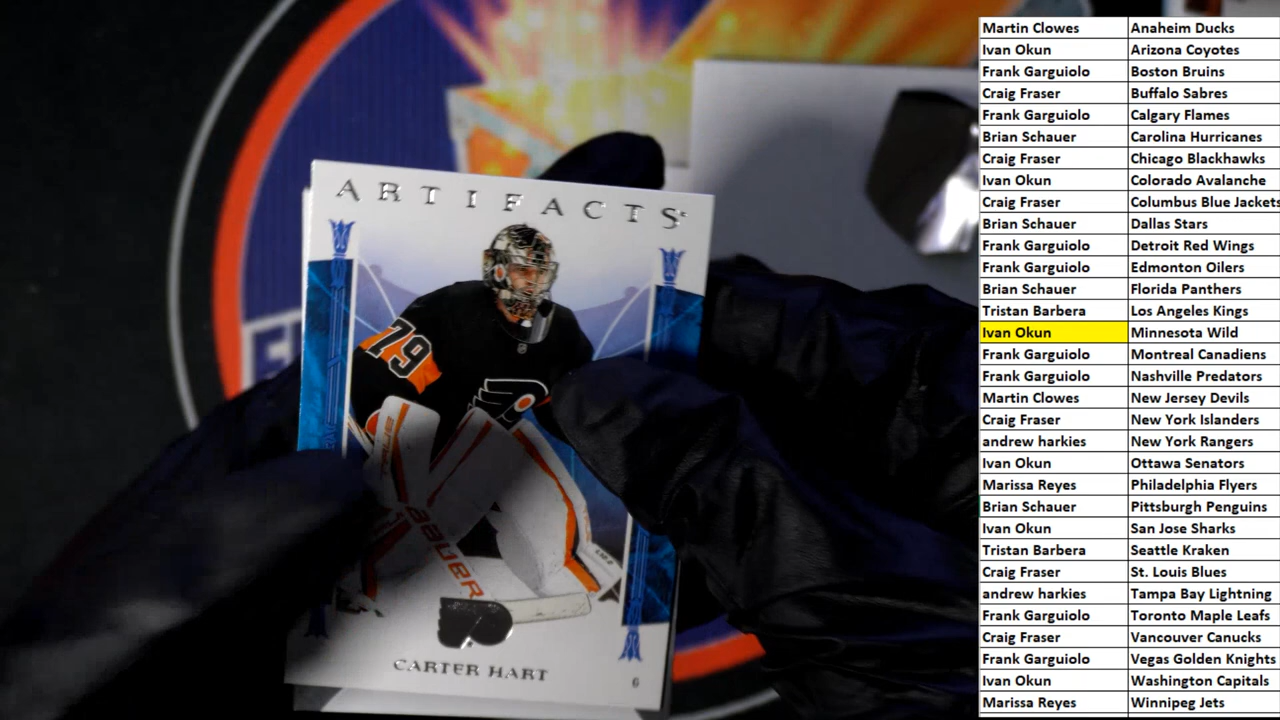 ARTIFACTS
79
BAUER
CARTER HART
6
Martin Clowes Anaheim Ducks
Ivan Okun Arizona Coyotes
Frank Garguiolo Boston Bruins
Craig Fraser Buffalo Sabres
Frank Garguiolo Calgary Flames
Brian Schauer Carolina Hurricanes
Craig Fraser Chicago Blackhawks
Ivan Okun Colorado Avalanche
Craig Fraser Columbus Blue Jackets
Brian Schauer Dallas Stars
Frank Garguiolo Detroit Red Wings
Frank Garguiolo Edmonton Oilers
Brian Schauer Florida Panthers
Tristan Barbera Los Angeles Kings
Ivan Okun Minnesota Wild
Frank Garguiolo Montreal Canadiens
Frank Garguiolo Nashville Predators
Martin Clowes New Jersey Devils
Craig Fraser New York Islanders
andrew harkies New York Rangers
Ivan Okun Ottawa Senators
Marissa Reyes Philadelphia Flyers
Brian Schauer Pittsburgh Penguins
Ivan Okun San Jose Sharks
Tristan Barbera Seattle Kraken
Craig Fraser St. Louis Blues
andrew harkies Tampa Bay Lightning
Frank Garguiolo Toronto Maple Leafs
Craig Fraser Vancouver Canucks
Frank Garguiolo Vegas Golden Knights
Ivan Okun Washington Capitals
Marissa Reyes Winnipeg Jets